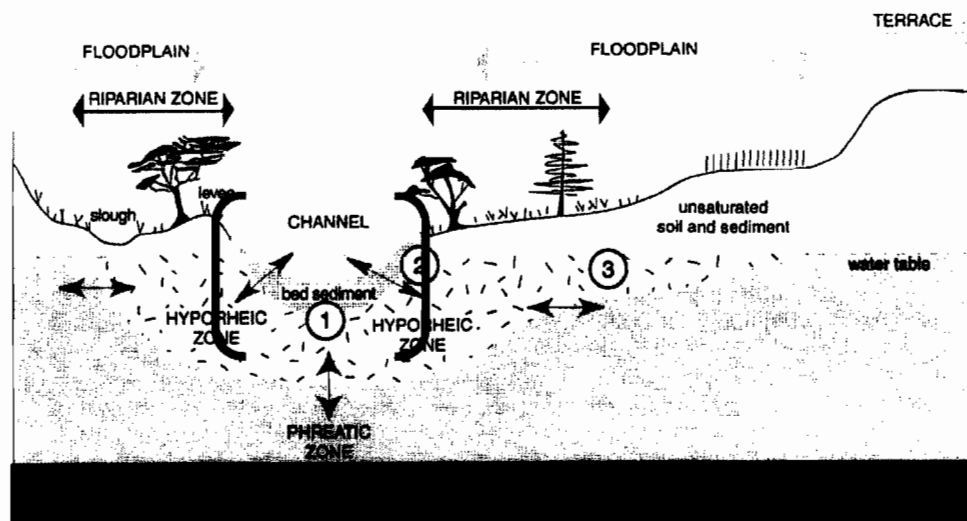 TERRACE
FLOODPLAIN
FLOODPLAIN
RIPARIAN ZONE
RIPARIAN ZONE
levee
slough
CHANNEL
unsaturated
soil and sediment
2
3
water table
bed sediment
1
HYPORHEIC
ZONE
HYPORHEIC
ZONE
PHREATIC
ZONE